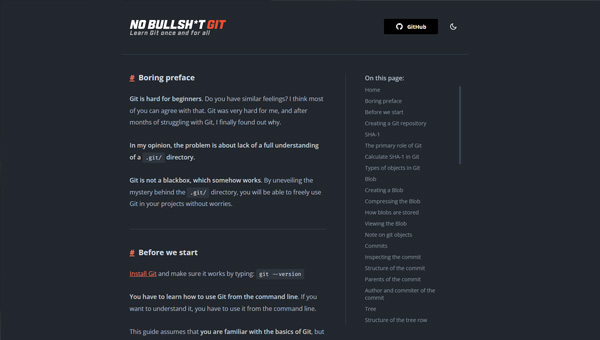 NO BULLSH*T GIT
Learn Git once and for all
GitHub
# Boring preface
Git is hard for beginners. Do you have similar feelings? I think most
of you can agree with that. Git was very hard for me, and after
months of struggling with Git, I finally found out why.
In my opinion, the problem is about lack of a full understanding
of a .git/ directory.
Git is not a blackbox, which somehow works. By unveiling the
mystery behind the .git/ directory, you will be able to freely use
Git in your projects without worries.
# Before we start
Install Git and make sure it works by typing: git --version
You have to learn how to use Git from the command line. If you
want to understand it, you have to use it from the command line.
This guide assumes that you are familiar with the basics of Git, but
On this page:
Home
Boring preface
Before we start
Creating a Git repository
SHA-1
The primary role of Git
Calculate SHA-1 in Git
Types of objects in Git
Blob
Creating a Blob
Compressing the Blob
How blobs are stored
Viewing the Blob
Note on git objects
Commits
Inspecting the commit
Structure of the commit
Parents of the commit
Author and commiter of the
commit
Tree
Structure of the tree row